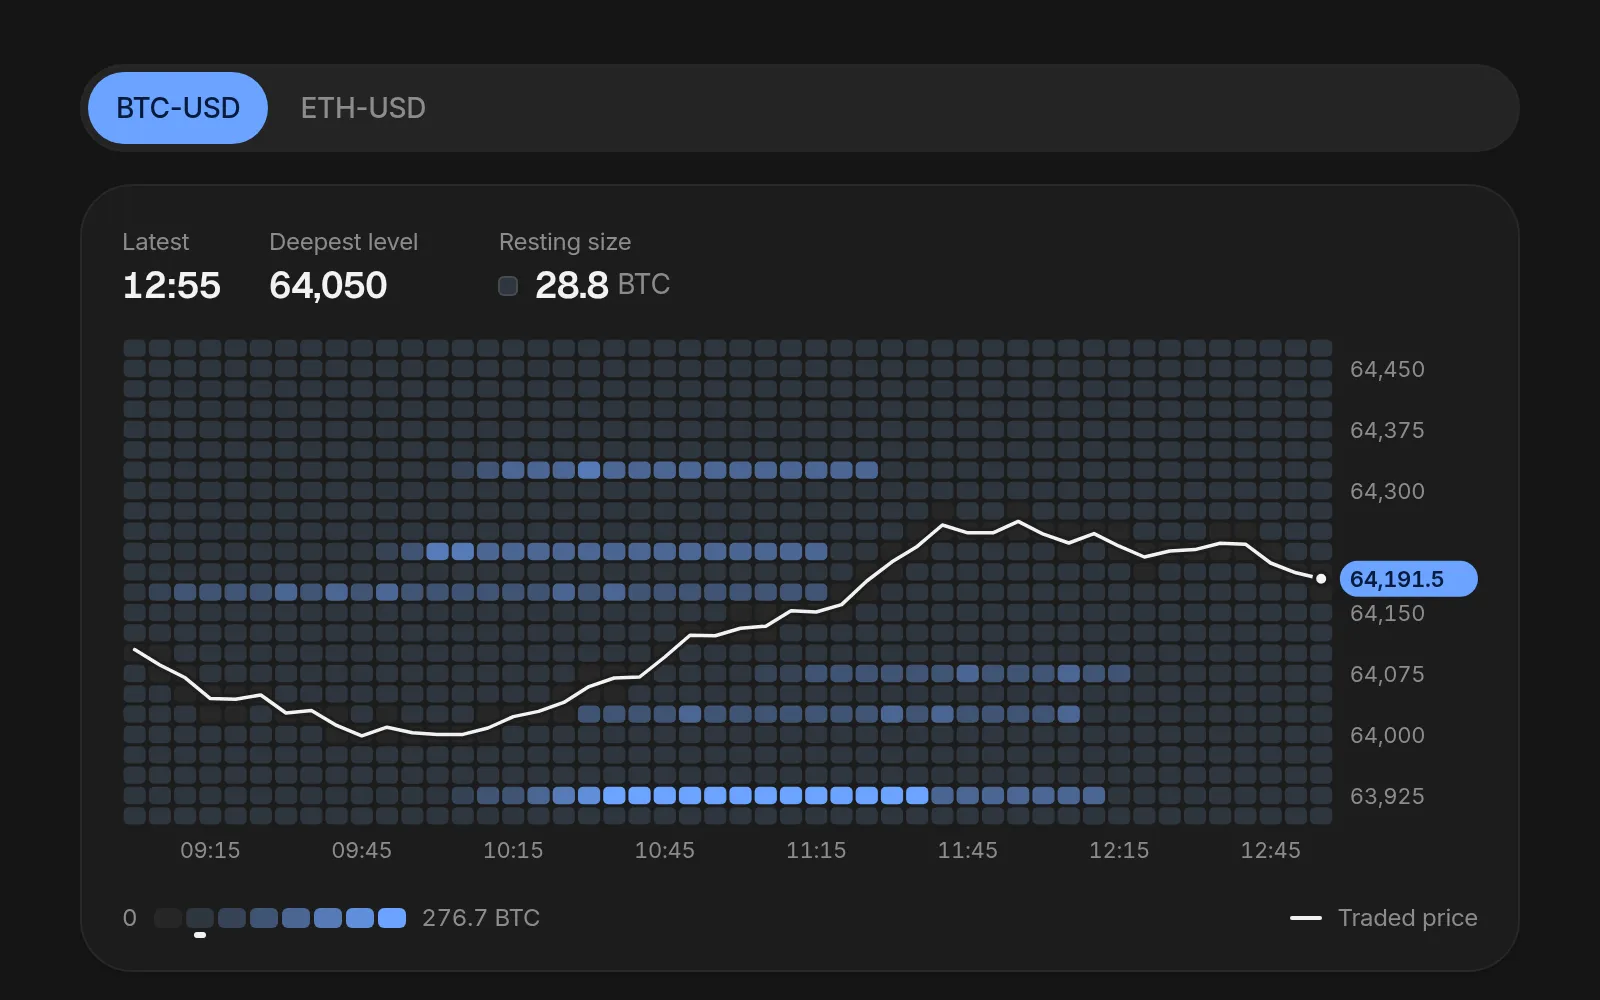 BTC-USD ETH-USD
Latest Deepest level Resting size
12:55 64,050 28.8 BTC
64,450
64,375
64,300
64,191.5
64,150
64,075
64,000
63,925
09:15 09:45 10:15 10:45 11:15 11:45 12:15 12:45
0 276.7 BTC Traded price